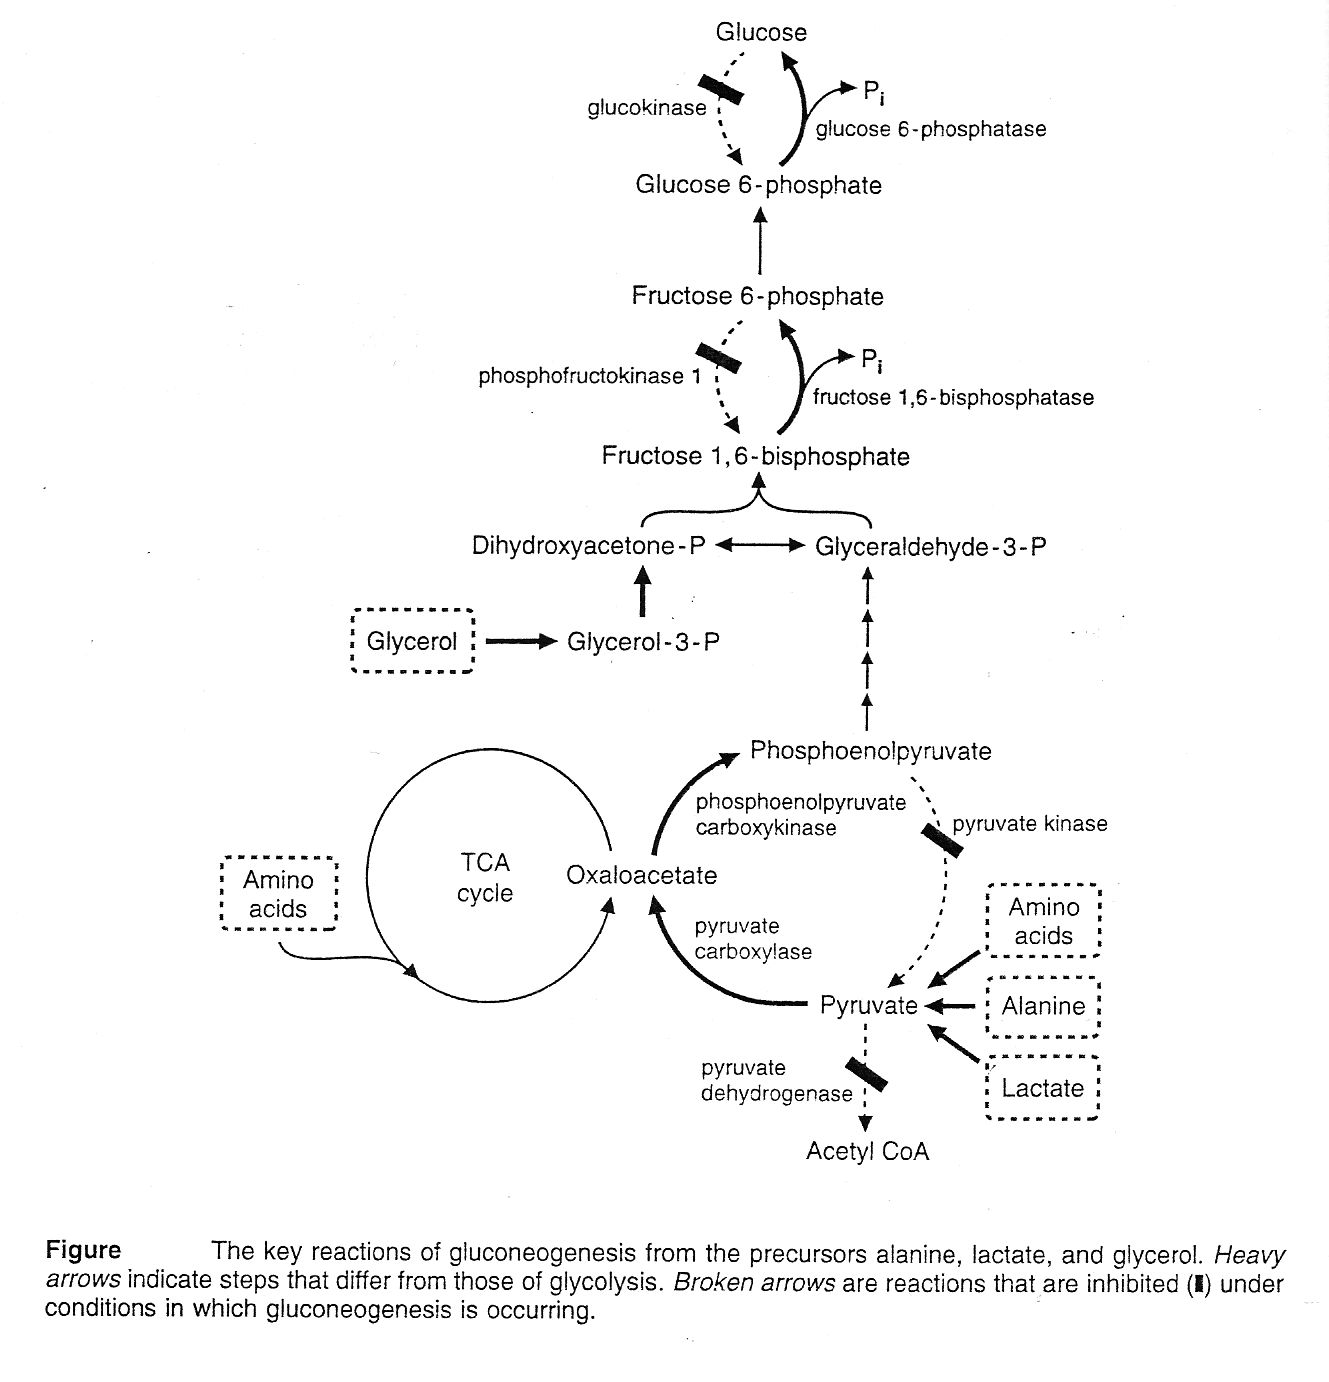 Glucose
glucokinase
Pi
glucose 6-phosphatase
Glucose 6-phosphate
Fructose 6-phosphate
phosphofructokinase 1
Pi
fructose 1,6-bisphosphatase
Fructose 1,6-bisphosphate
Dihydroxyacetone-P
Glyceraldehyde-3-P
Glycerol
Glycerol-3-P
Phosphoenolpyruvate
phosphoenolpyruvate
carboxykinase
pyruvate kinase
TCA
cycle
Oxaloacetate
Amino
acids
pyruvate
carboxylase
Amino
acids
Pyruvate
Alanine
Lactate
pyruvate
dehydrogenase
Acetyl CoA
Figure The key reactions of gluconeogenesis from the precursors alanine, lactate, and glycerol. Heavy
arrows indicate steps that differ from those of glycolysis. Broken arrows are reactions that are inhibited (▮) under
conditions in which gluconeogenesis is occurring.